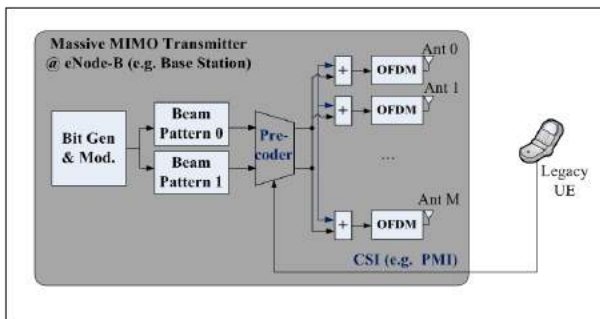 Massive MIMO Transmitter
@ eNode-B (e.g. Base Station)
Bit Gen
& Mod.
Beam
Pattern 0
Beam
Pattern 1
Pre-
coder
+
OFDM
Ant 0
+
OFDM
Ant 1
...
+
OFDM
Ant M
CSI (e.g. PMI)
Legacy
UE